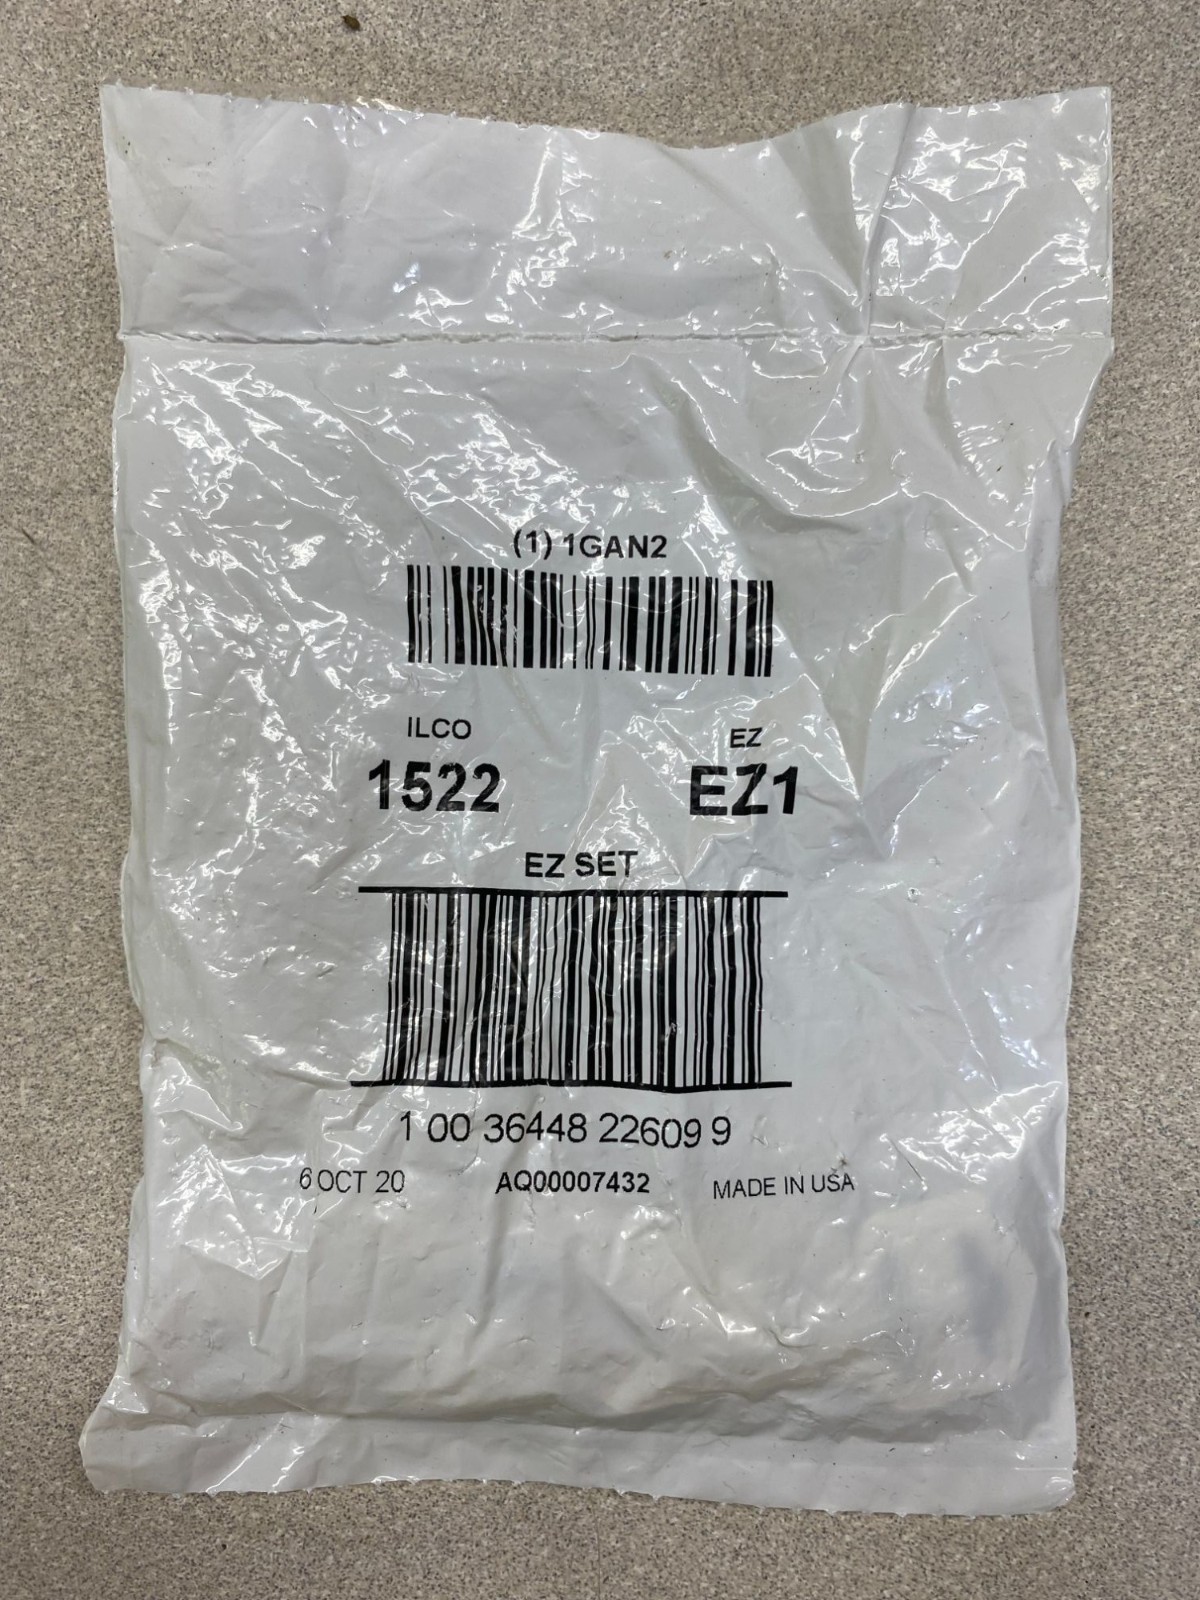 (1) 1GAN2
ILCO EZ
1522 EZ1
EZ SET
1 00 36448 22609 9
6 OCT 20 AQ00007432 MADE IN USA